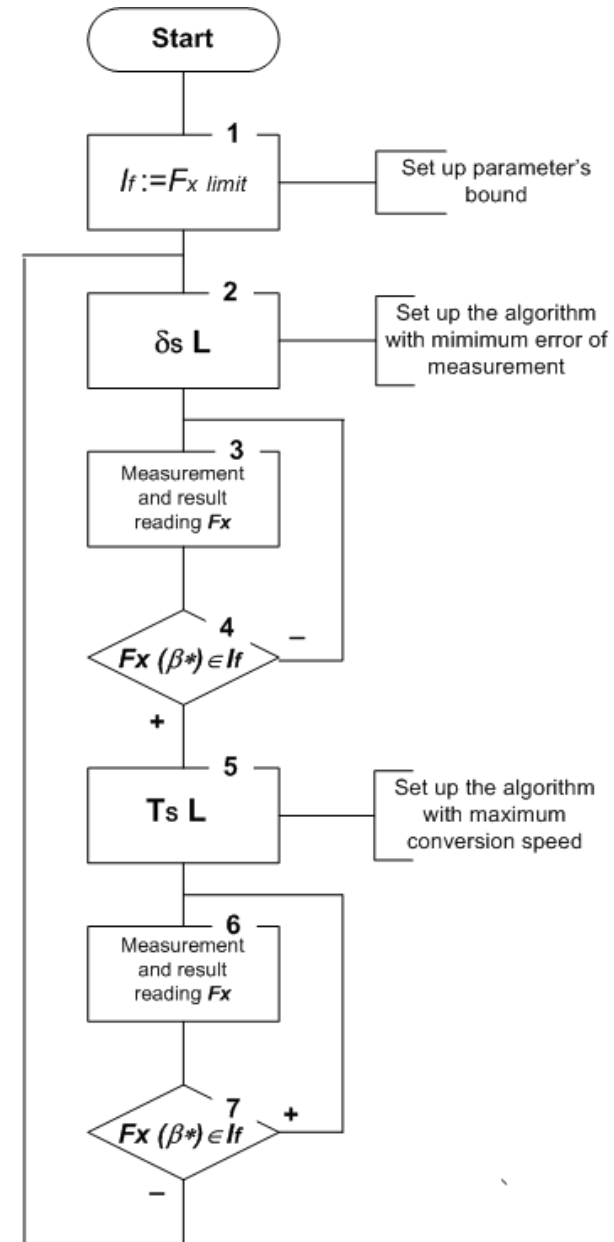 Start
1
If :=Fx limit
Set up parameter's
bound
2
δs L
Set up the algorithm
with mimimum error of
measurement
3
Measurement
and result
reading Fx
4
Fx (β*)∈If
–
+
5
Ts L
Set up the algorithm
with maximum
conversion speed
6
Measurement
and result
reading Fx
7
Fx (β*)∈If
+
–